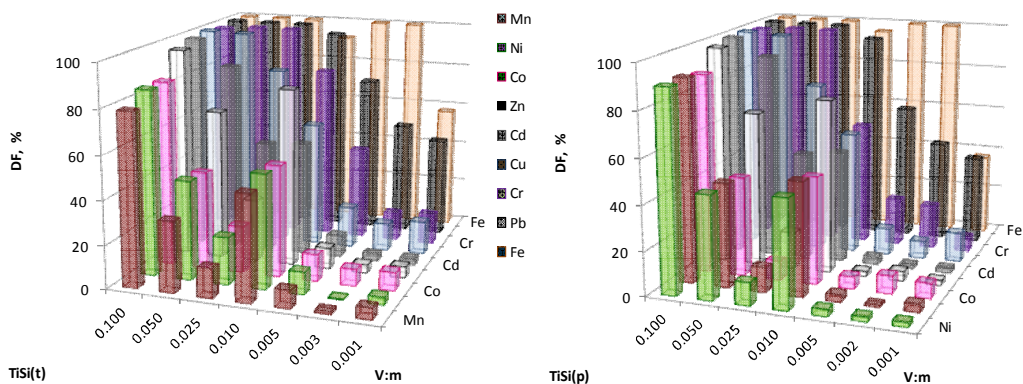 100
80
60
40
20
0
DF, %
0.100
0.050
0.025
0.010
0.005
0.003
0.001
Mn
Co
Cd
Cr
Fe
TiSi(t)
V:m
Mn
Ni
Co
Zn
Cd
Cu
Cr
Pb
Fe
100
80
60
40
20
0
DF, %
0.100
0.050
0.025
0.010
0.005
0.002
0.001
Ni
Co
Cd
Cr
Fe
TiSi(p)
V:m